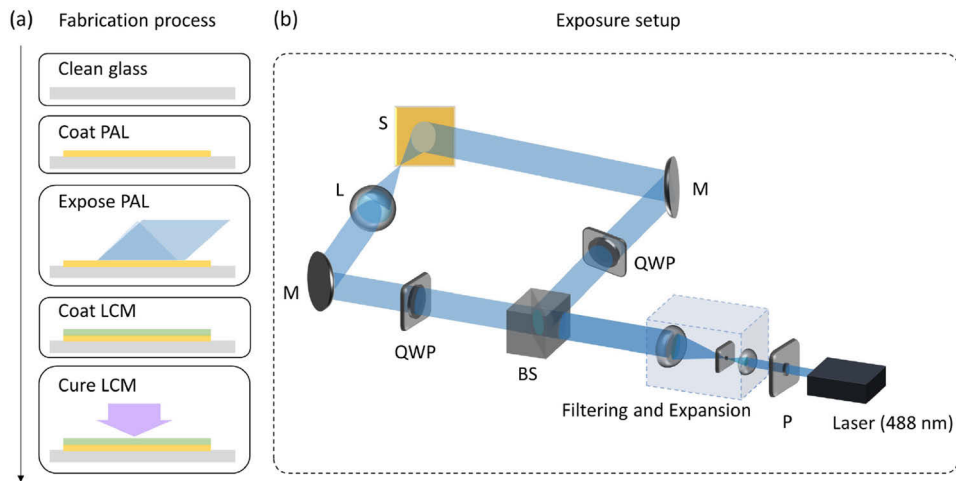 (a) Fabrication process
Clean glass
Coat PAL
Expose PAL
Coat LCM
Cure LCM
(b) Exposure setup
S
L
M
M
QWP
QWP
BS
Filtering and Expansion
P
Laser (488 nm)